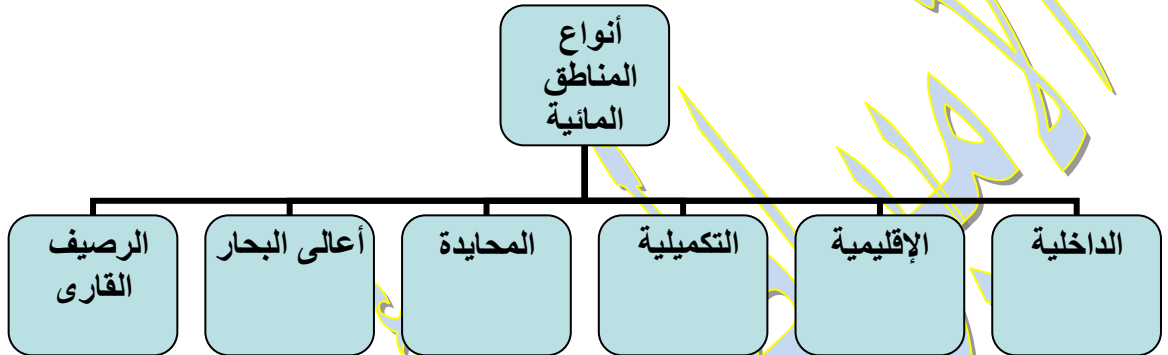 أنواع
المناطق
المائية
الداخلية
الإقليمية
التكميلية
المحايدة
أعالى البحار
الرصيف
القارى